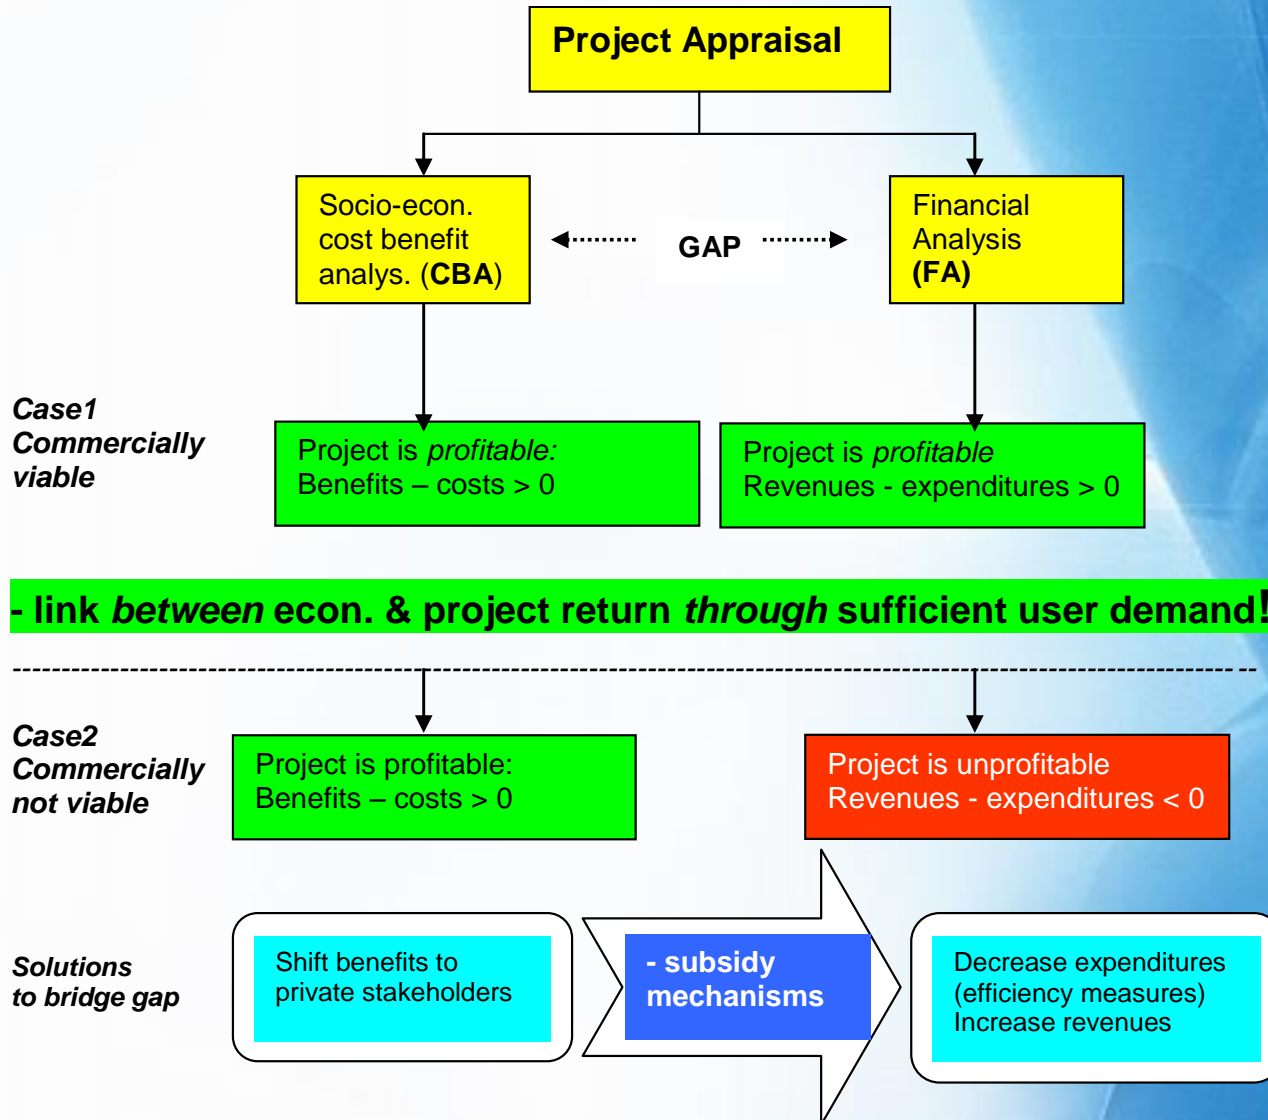 Project Appraisal
Socio-econ.
cost benefit
analys. (CBA)
GAP
Financial
Analysis
(FA)
Case1
Commercially
viable
Project is profitable:
Benefits – costs > 0
Project is profitable
Revenues - expenditures > 0
- link between econ. & project return through sufficient user demand!
Case2
Commercially
not viable
Project is profitable:
Benefits – costs > 0
Project is unprofitable
Revenues - expenditures < 0
Solutions
to bridge gap
Shift benefits to
private stakeholders
- subsidy
mechanisms
Decrease expenditures
(efficiency measures)
Increase revenues